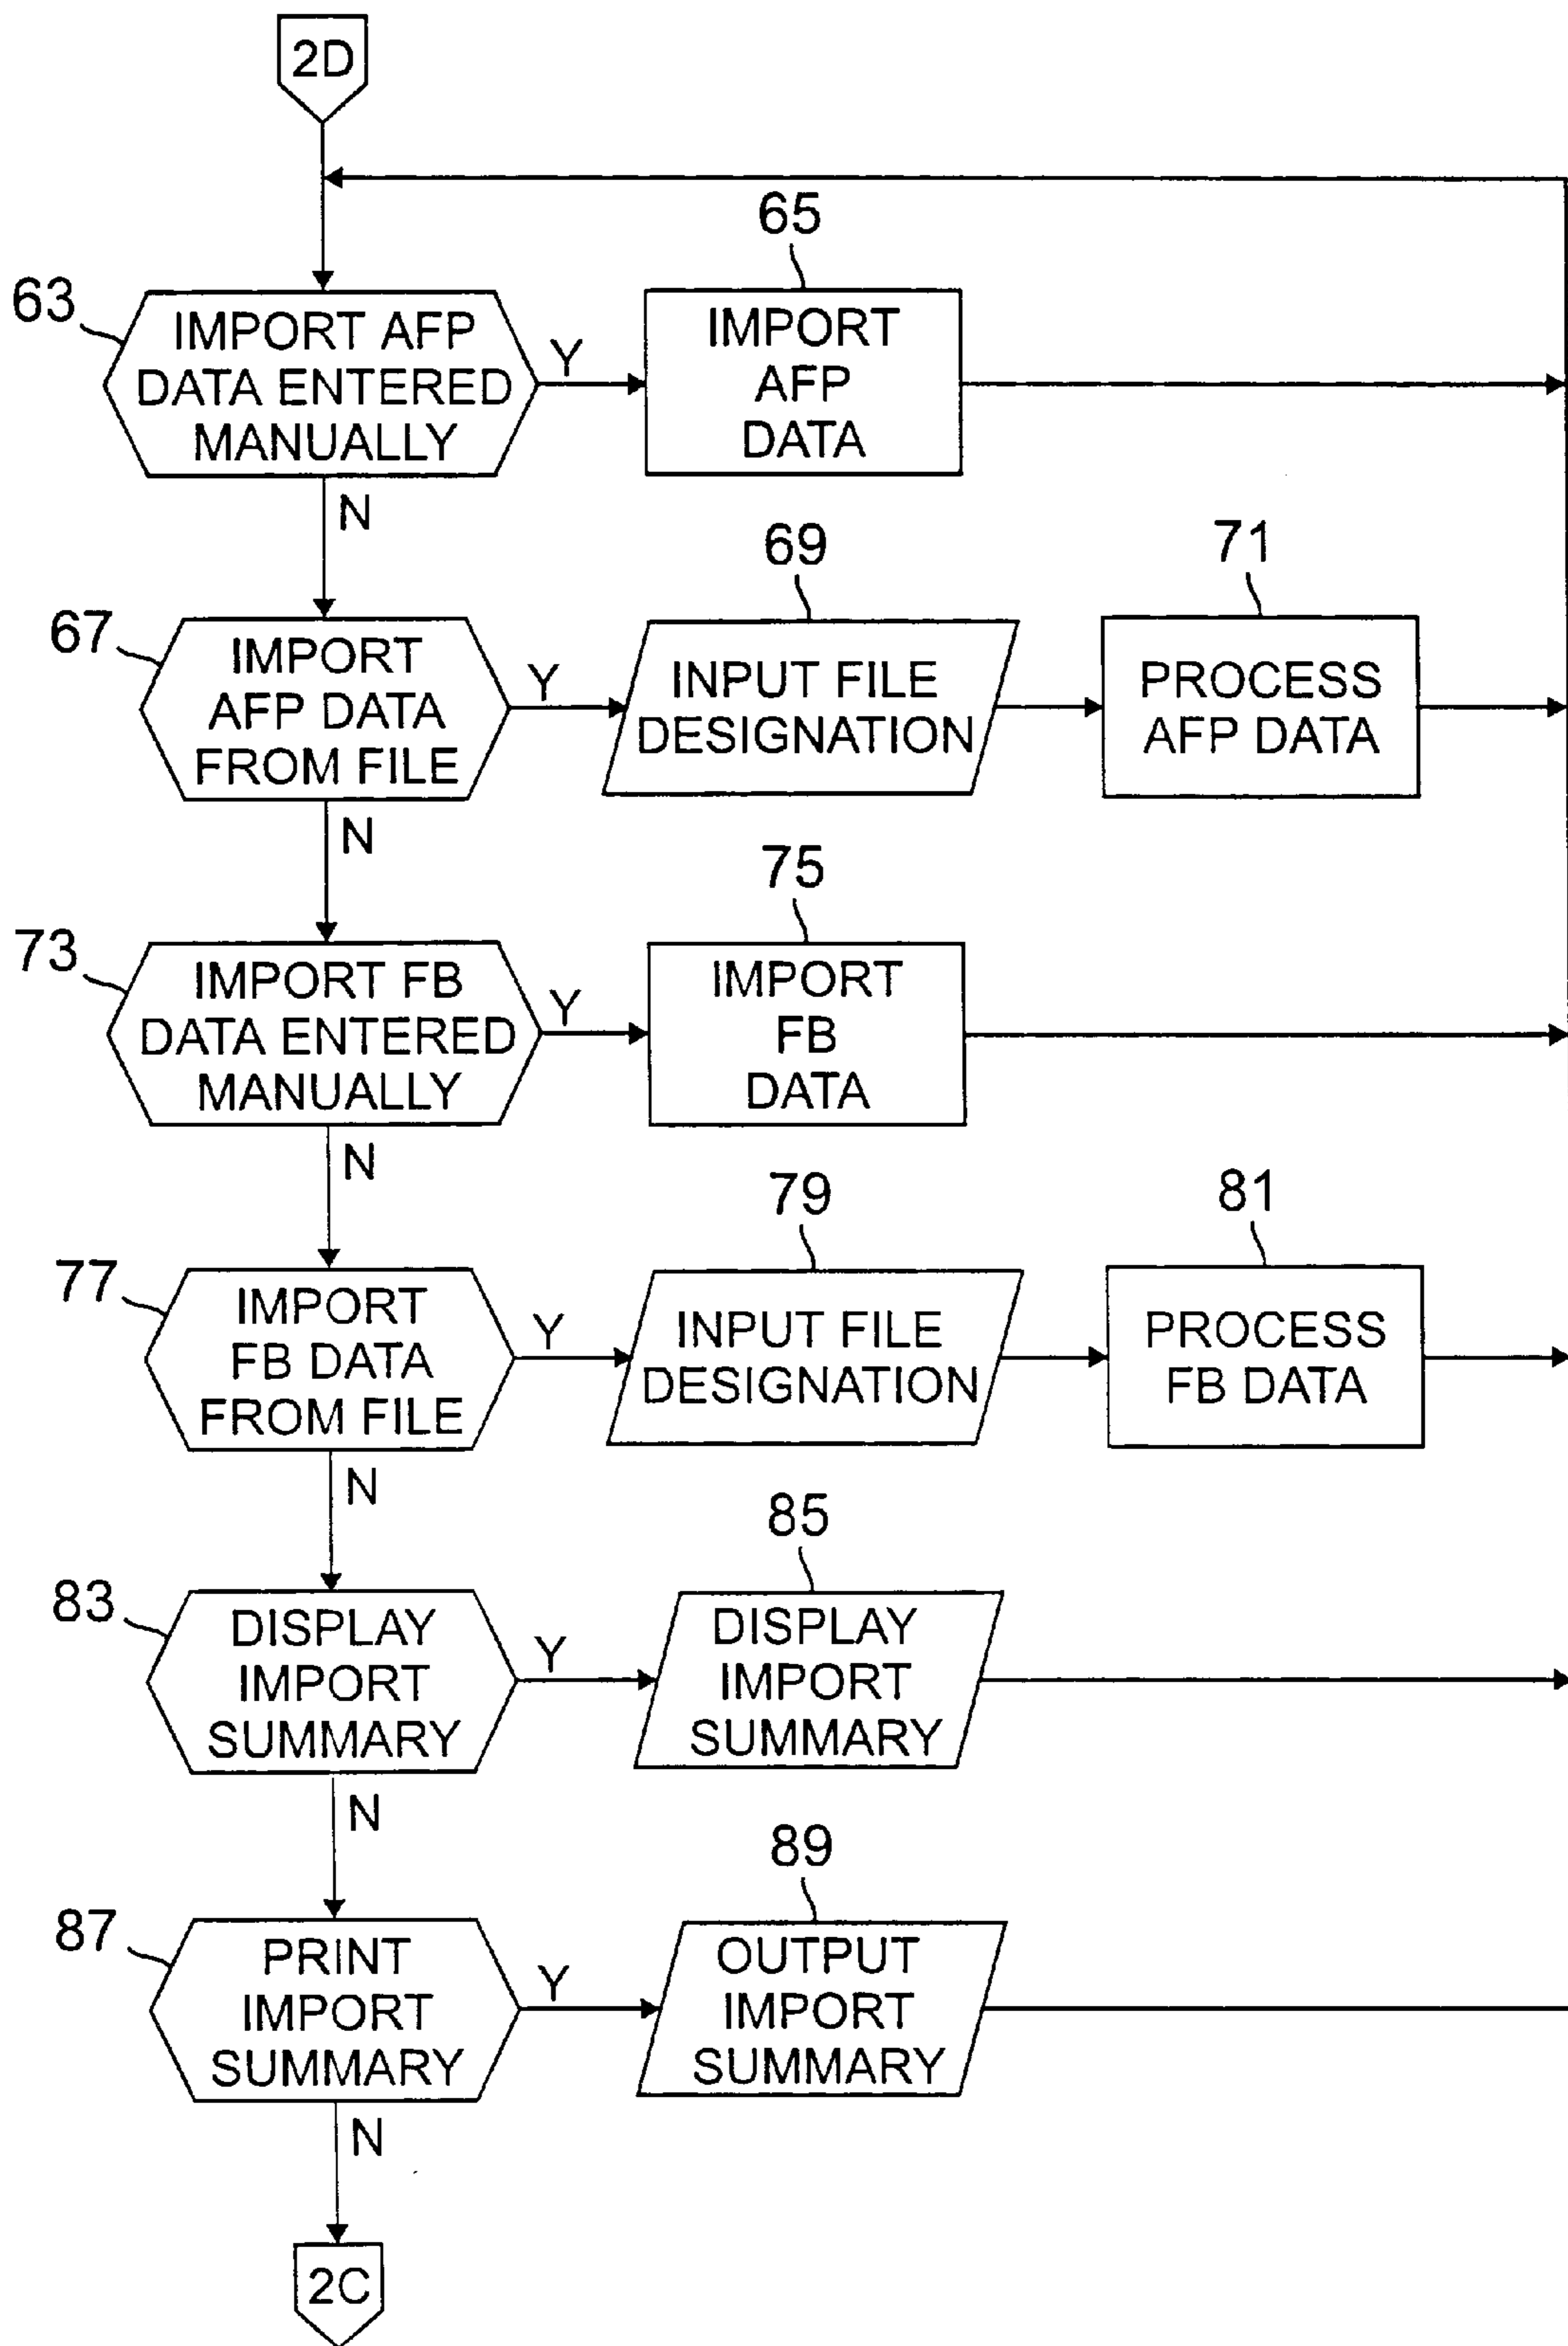 2D
65
63
IMPORT AFP
DATA ENTERED
MANUALLY
Y
IMPORT
AFP
DATA
N
69
71
67
IMPORT
AFP DATA
FROM FILE
Y
INPUT FILE
DESIGNATION
PROCESS
AFP DATA
N
75
73
IMPORT FB
DATA ENTERED
MANUALLY
Y
IMPORT
FB
DATA
N
79
81
77
IMPORT
FB DATA
FROM FILE
Y
INPUT FILE
DESIGNATION
PROCESS
FB DATA
N
85
83
DISPLAY
IMPORT
SUMMARY
Y
DISPLAY
IMPORT
SUMMARY
N
89
87
PRINT
IMPORT
SUMMARY
Y
OUTPUT
IMPORT
SUMMARY
N
2C